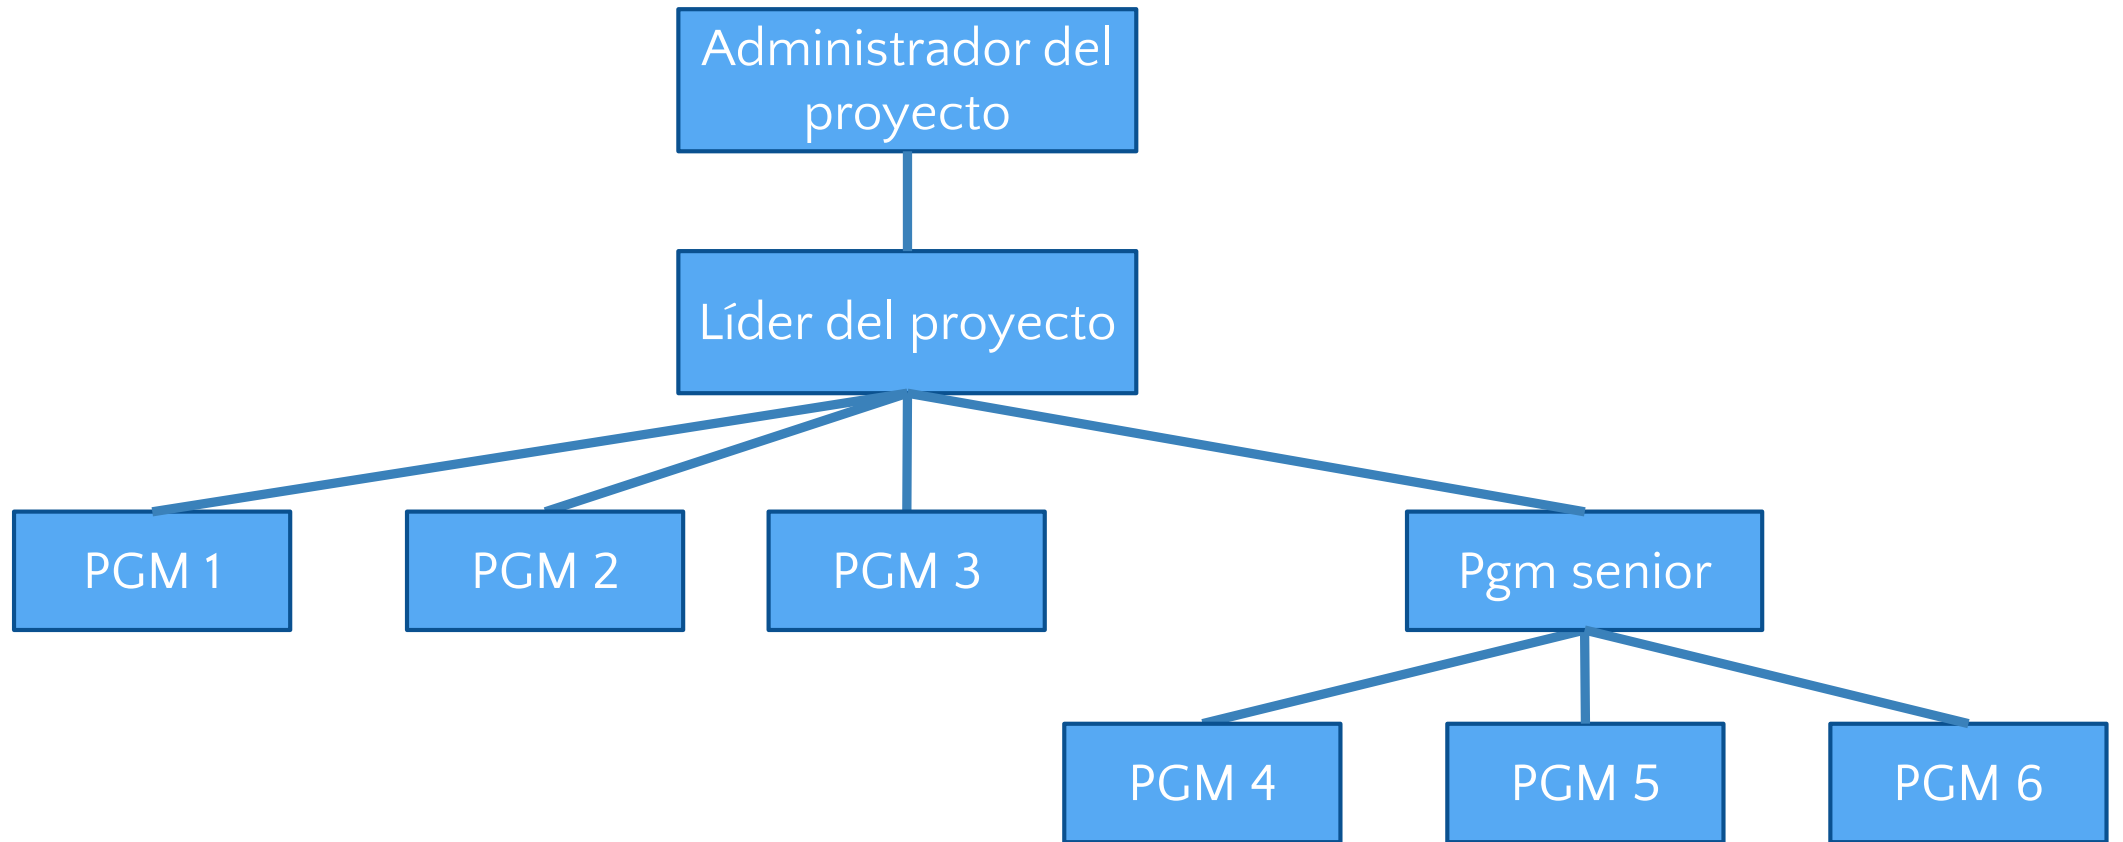 Administrador del
proyecto
Líder del proyecto
PGM 1
PGM 2
PGM 3
Pgm senior
PGM 4
PGM 5
PGM 6